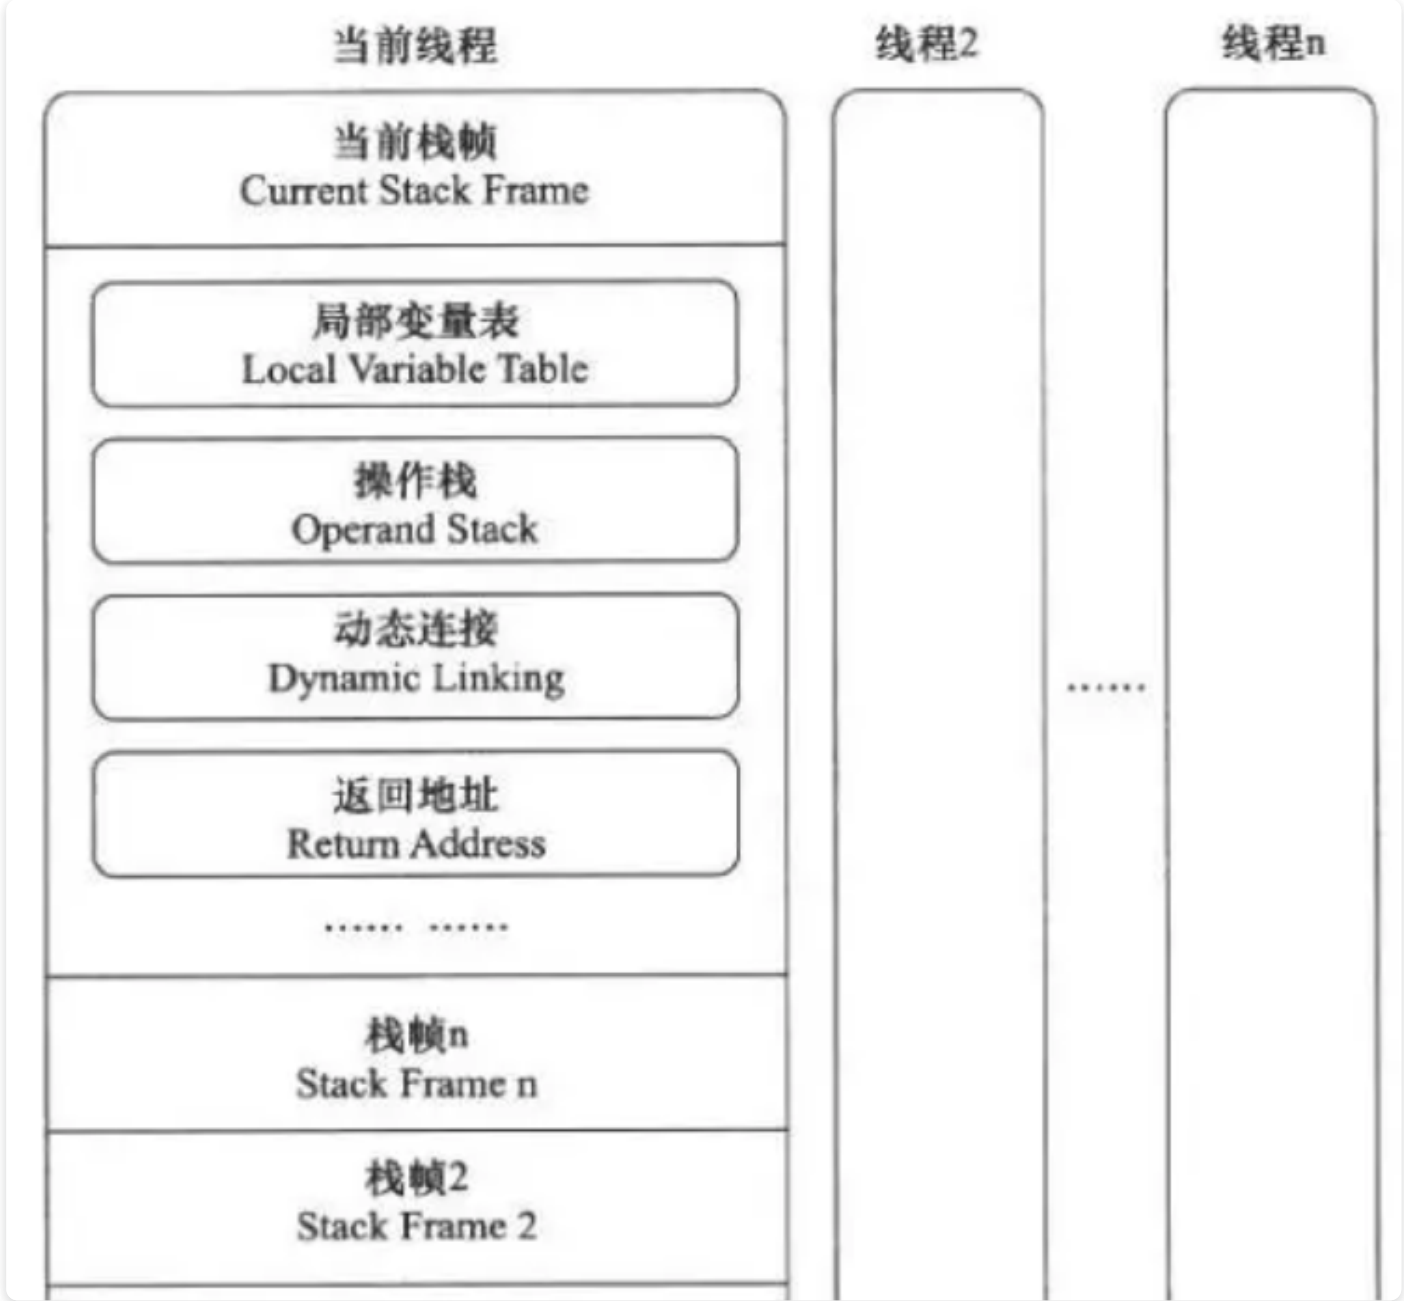 当前线程
线程2
线程n
当前栈帧
Current Stack Frame
局部变量表
Local Variable Table
操作栈
Operand Stack
动态连接
Dynamic Linking
返回地址
Return Address
…… ……
……
栈帧n
Stack Frame n
栈帧2
Stack Frame 2